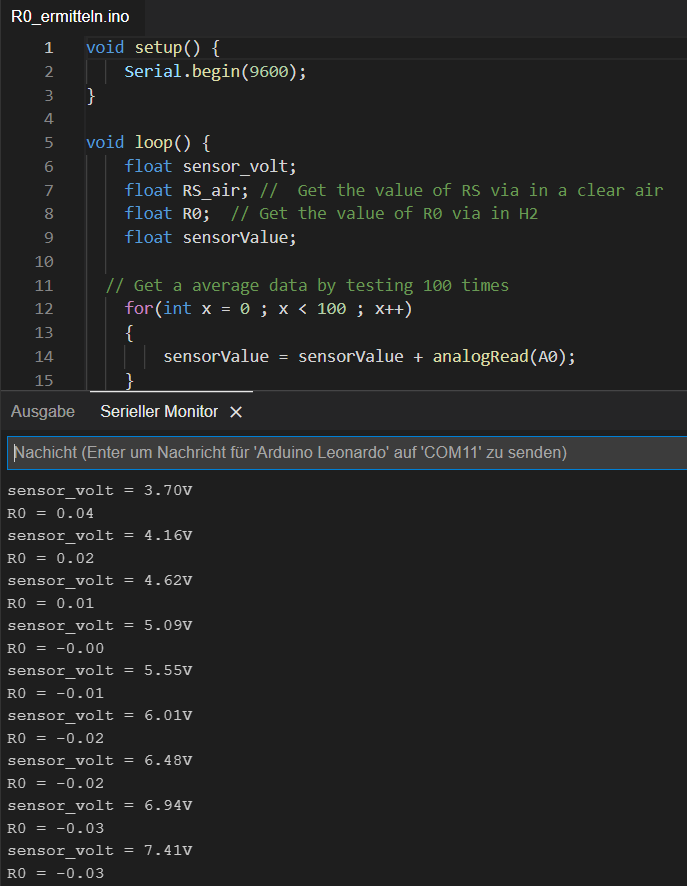 R0_ermitteln.ino
1 void setup() {
2 Serial.begin(9600);
3 }
4
5 void loop() {
6 float sensor_volt;
7 float RS_air; //  Get the value of RS via in a clear air
8 float R0;  // Get the value of R0 via in H2
9 float sensorValue;
10
11 // Get a average data by testing 100 times
12 for(int x = 0 ; x < 100 ; x++)
13 {
14 sensorValue = sensorValue + analogRead(A0);
15 }
Ausgabe Serieller Monitor ×
Nachicht (Enter um Nachricht für 'Arduino Leonardo' auf 'COM11' zu senden)
sensor_volt = 3.70V
R0 = 0.04
sensor_volt = 4.16V
R0 = 0.02
sensor_volt = 4.62V
R0 = 0.01
sensor_volt = 5.09V
R0 = -0.00
sensor_volt = 5.55V
R0 = -0.01
sensor_volt = 6.01V
R0 = -0.02
sensor_volt = 6.48V
R0 = -0.02
sensor_volt = 6.94V
R0 = -0.03
sensor_volt = 7.41V
R0 = -0.03